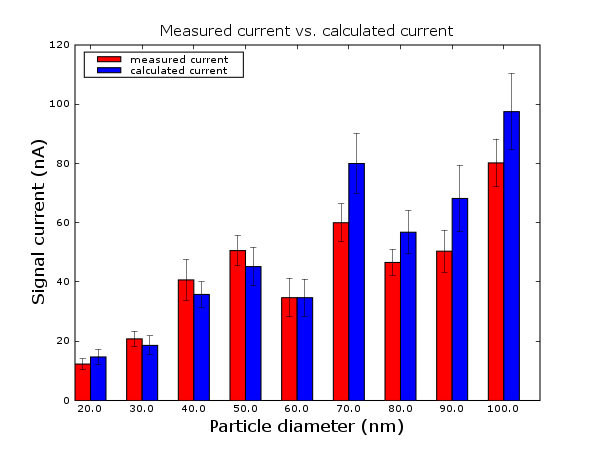 Measured current vs. calculated current
120
measured current
calculated current
100
80
60
40
20
0
Signal current (nA)
20.0 30.0 40.0 50.0 60.0 70.0 80.0 90.0 100.0
Particle diameter (nm)